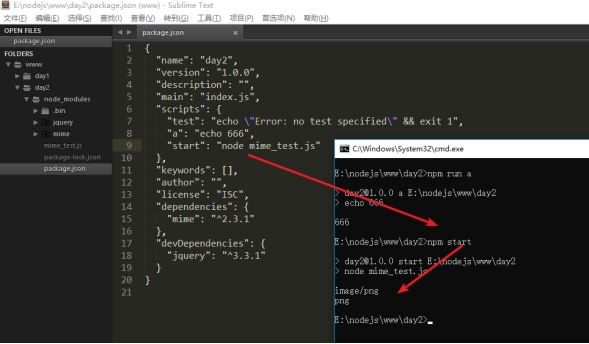 E:\nodejs\www\day2\package.json (www) - Sublime Text
文件(F) 编辑(E) 选择(S) 查找(I) 查看(V) 转到(G) 工具(T) 项目(P) 首选项(N) 帮助(H)
OPEN FILES
package.json
FOLDERS
www
day1
day2
node_modules
.bin
jquery
mime
mime_test.js
package-lock.json
package.json
package.json ×
1 {
2 "name": "day2",
3 "version": "1.0.0",
4 "description": "",
5 "main": "index.js",
6 "scripts": {
7 "test": "echo \"Error: no test specified\" && exit 1",
8 "a": "echo 666",
9 "start": "node mime_test.js"
10 },
11 "keywords": [],
12 "author": "",
13 "license": "ISC",
14 "dependencies": {
15 "mime": "^2.3.1"
16 },
17 "devDependencies": {
18 "jquery": "^3.3.1"
19 }
20 }
21
C:\Windows\System32\cmd.exe
E:\nodejs\www\day2>npm run a
> day2@1.0.0 a E:\nodejs\www\day2
> echo 666
666
E:\nodejs\www\day2>npm start
> day2@1.0.0 start E:\nodejs\www\day2
> node mime_test.js
image/png
png
E:\nodejs\www\day2>_